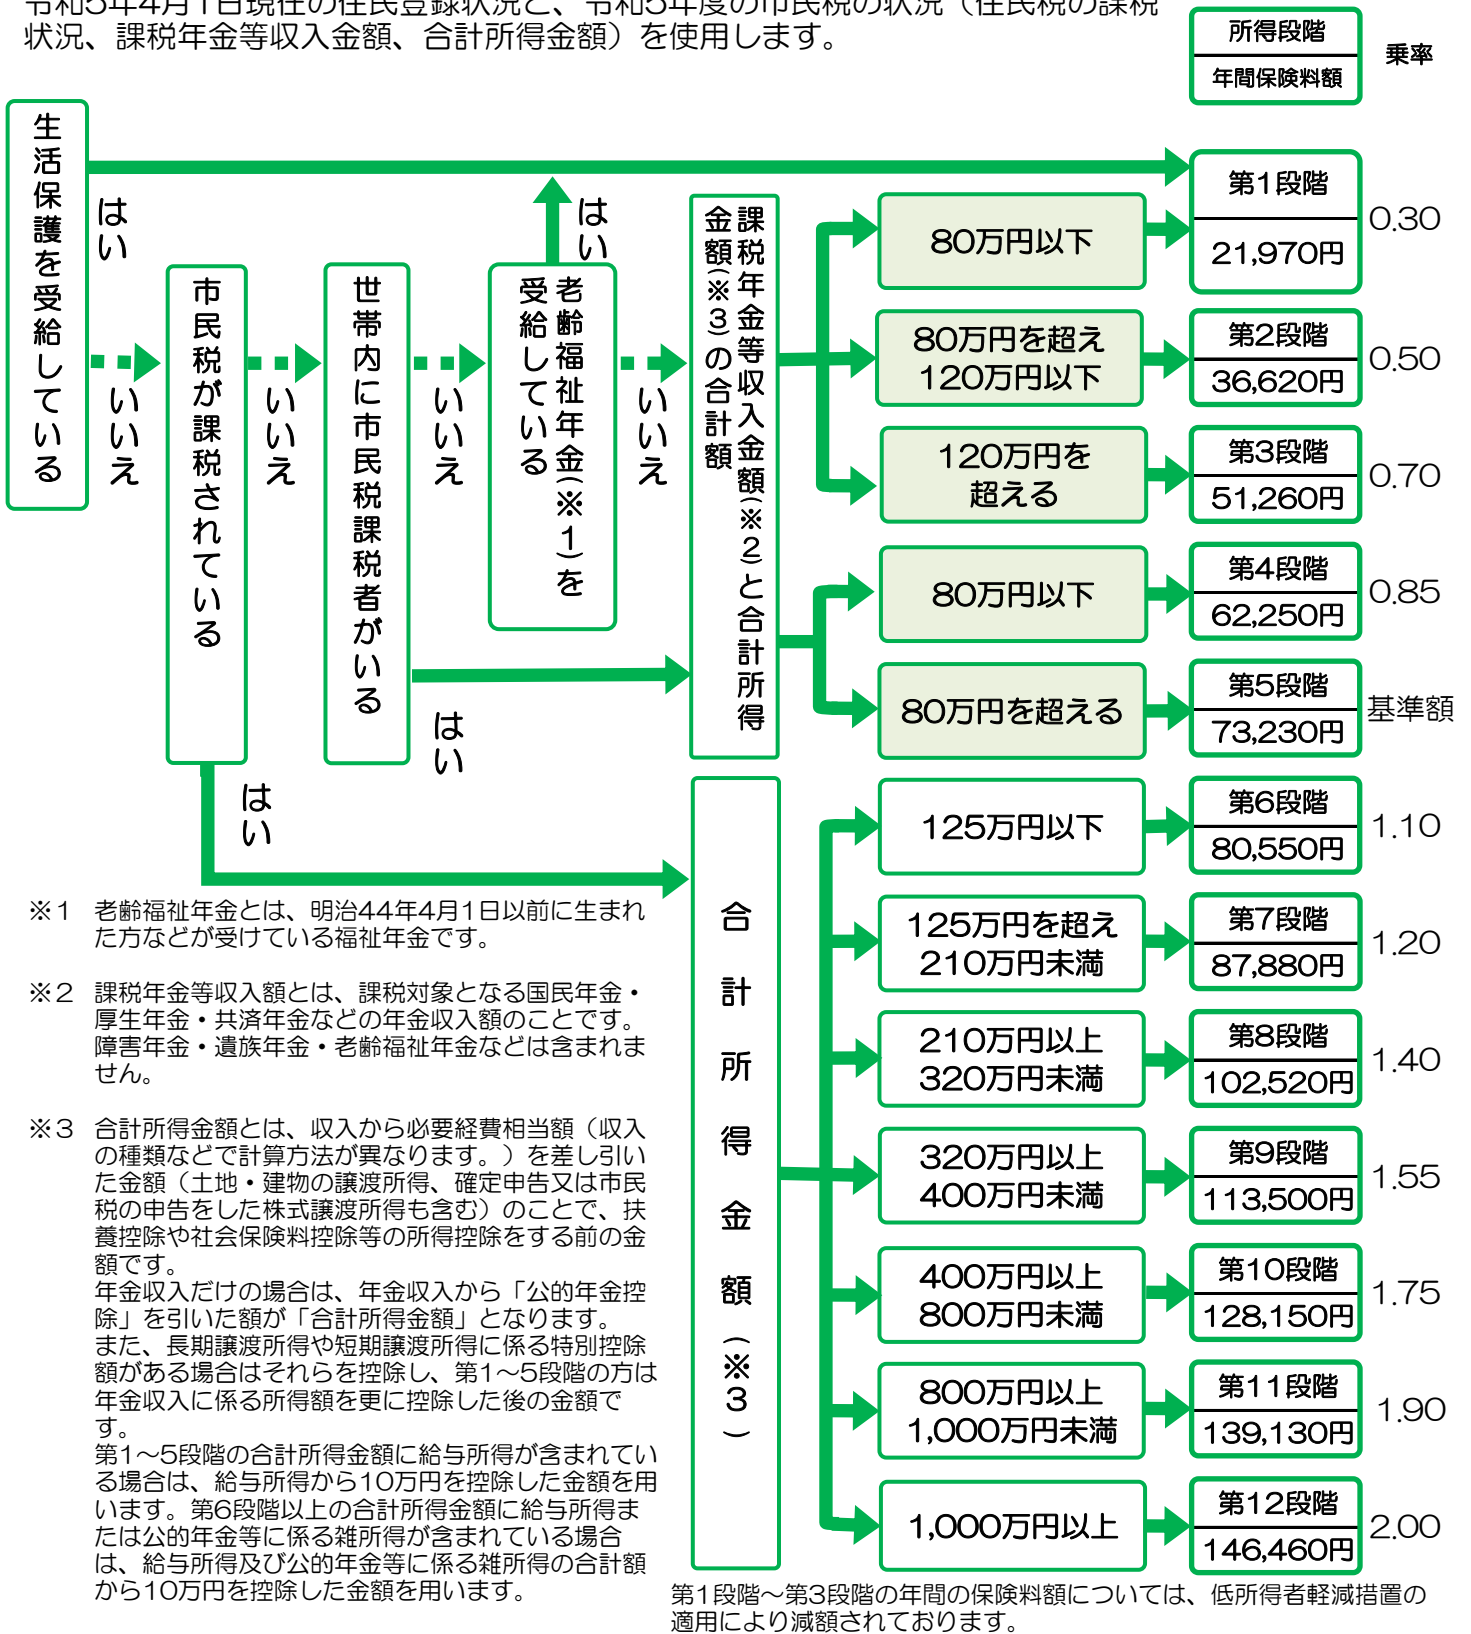 令和5年4月1日現在の住民登録状況と、令和5年度の市民税の状況（住民税の課税
状況、課税年金等収入金額、合計所得金額）を使用します。
所得段階
年間保険料額
乗率
生活保護を受給している
はい
いいえ
市民税が課税されている
はい
いいえ
世帯内に市民税課税者がいる
はい
いいえ
老齢福祉年金(※1)を
受給している
はい
いいえ
課税年金等収入金額(※2)と合計所得
金額(※3)の合計額
80万円以下
第1段階
21,970円
0.30
80万円を超え
120万円以下
第2段階
36,620円
0.50
120万円を
超える
第3段階
51,260円
0.70
80万円以下
第4段階
62,250円
0.85
80万円を超える
第5段階
73,230円
基準額
合計所得金額(※3)
125万円以下
第6段階
80,550円
1.10
125万円を超え
210万円未満
第7段階
87,880円
1.20
210万円以上
320万円未満
第8段階
102,520円
1.40
320万円以上
400万円未満
第9段階
113,500円
1.55
400万円以上
800万円未満
第10段階
128,150円
1.75
800万円以上
1,000万円未満
第11段階
139,130円
1.90
1,000万円以上
第12段階
146,460円
2.00
※1 老齢福祉年金とは、明治44年4月1日以前に生まれ
た方などが受けている福祉年金です。
※2 課税年金等収入額とは、課税対象となる国民年金・
厚生年金・共済年金などの年金収入額のことです。
障害年金・遺族年金・老齢福祉年金などは含まれま
せん。
※3 合計所得金額とは、収入から必要経費相当額（収入
の種類などで計算方法が異なります。）を差し引い
た金額（土地・建物の譲渡所得、確定申告又は市民
税の申告をした株式譲渡所得も含む）のことで、扶
養控除や社会保険料控除等の所得控除をする前の金
額です。
年金収入だけの場合は、年金収入から「公的年金控
除」を引いた額が「合計所得金額」となります。
また、長期譲渡所得や短期譲渡所得に係る特別控除
額がある場合はそれらを控除し、第1～5段階の方は
年金収入に係る所得額を更に控除した後の金額で
す。
第1～5段階の合計所得金額に給与所得が含まれてい
る場合は、給与所得から10万円を控除した金額を用
います。第6段階以上の合計所得金額に給与所得ま
たは公的年金等に係る雑所得が含まれている場合
は、給与所得及び公的年金等に係る雑所得の合計額
から10万円を控除した金額を用います。
第1段階～第3段階の年間の保険料額については、低所得者軽減措置の
適用により減額されております。